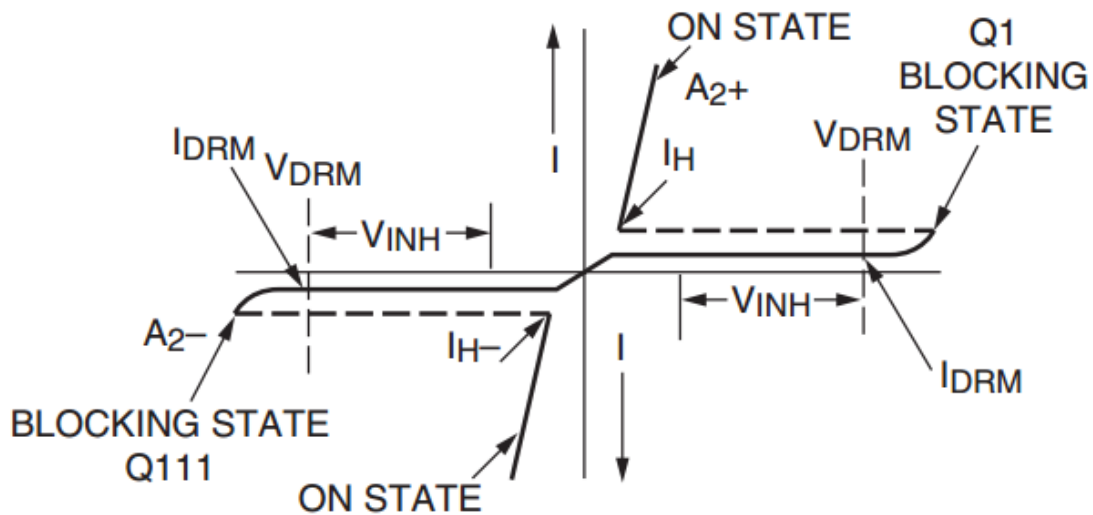 ON STATE
Q1
BLOCKING
STATE
A2+
VDRM
IDRM
VDRM
I
IH
VINH
VINH
A2–
IH–
I
IDRM
BLOCKING STATE
Q111
ON STATE